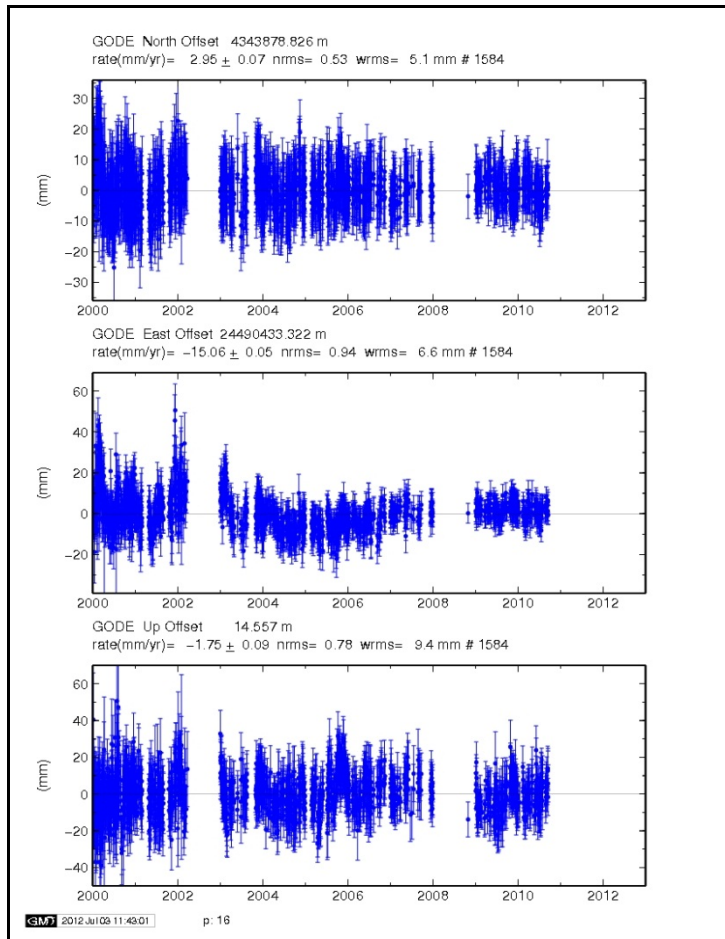 GODE North Offset 4343878.826 m
rate(mm/yr)= 2.95 ± 0.07 nrms= 0.53 wrms= 5.1 mm # 1584
30
20
10
0
−10
−20
−30
(mm)
2000 2002 2004 2006 2008 2010 2012
GODE East Offset 24490433.322 m
rate(mm/yr)= −15.06 ± 0.05 nrms= 0.94 wrms= 6.6 mm # 1584
60
40
20
0
−20
(mm)
2000 2002 2004 2006 2008 2010 2012
GODE Up Offset 14.557 m
rate(mm/yr)= −1.75 ± 0.09 nrms= 0.78 wrms= 9.4 mm # 1584
60
40
20
0
−20
−40
(mm)
2000 2002 2004 2006 2008 2010 2012
GMT 2012 Jul 03 11:43:01 p: 16